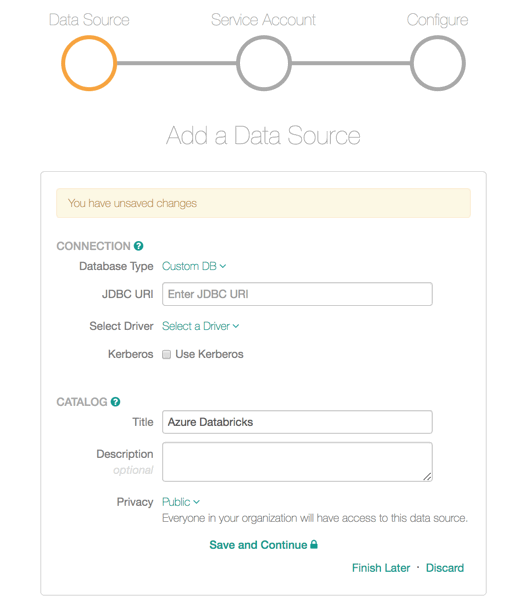 Data Source Service Account Configure
Add a Data Source
You have unsaved changes
CONNECTION ?
Database Type Custom DB
JDBC URI Enter JDBC URI
Select Driver Select a Driver
Kerberos Use Kerberos
CATALOG ?
Title Azure Databricks
Description
optional
Privacy Public
Everyone in your organization will have access to this data source.
Save and Continue
Finish Later · Discard